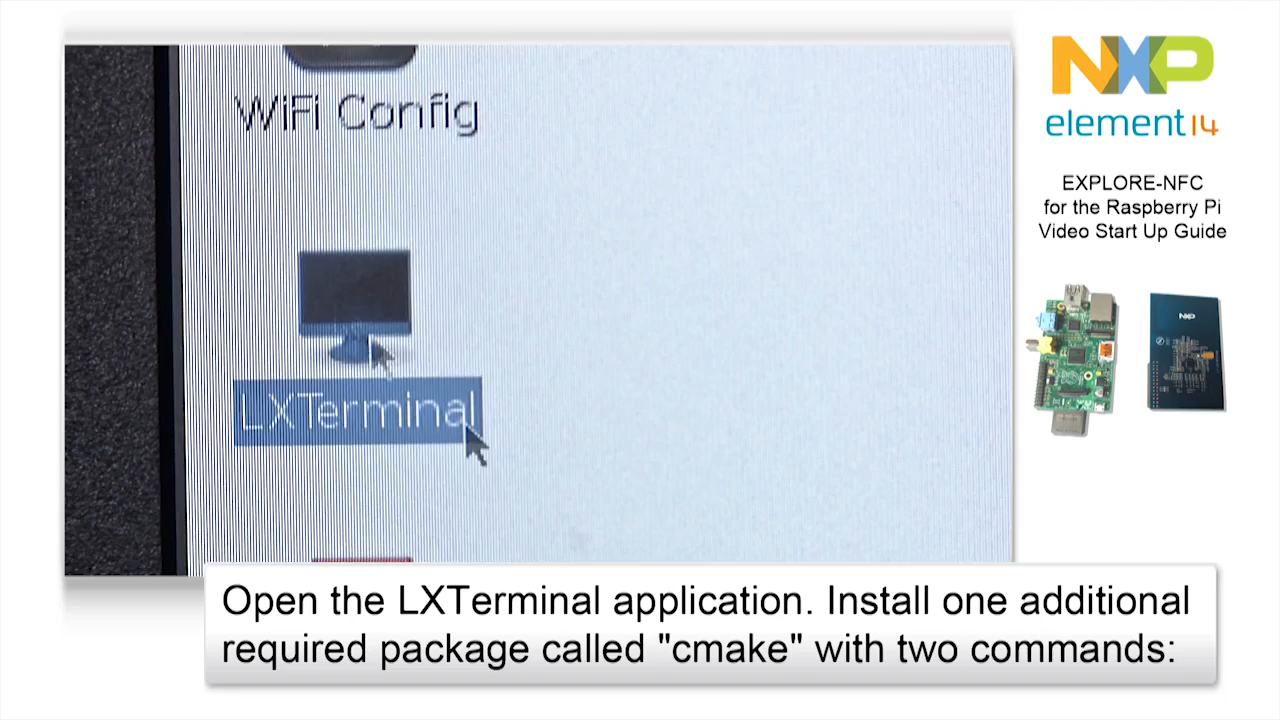 WiFi Config
LXTerminal
NXP
element14
EXPLORE-NFC
for the Raspberry Pi
Video Start Up Guide
NXP
Open the LXTerminal application. Install one additional
required package called "cmake" with two commands: